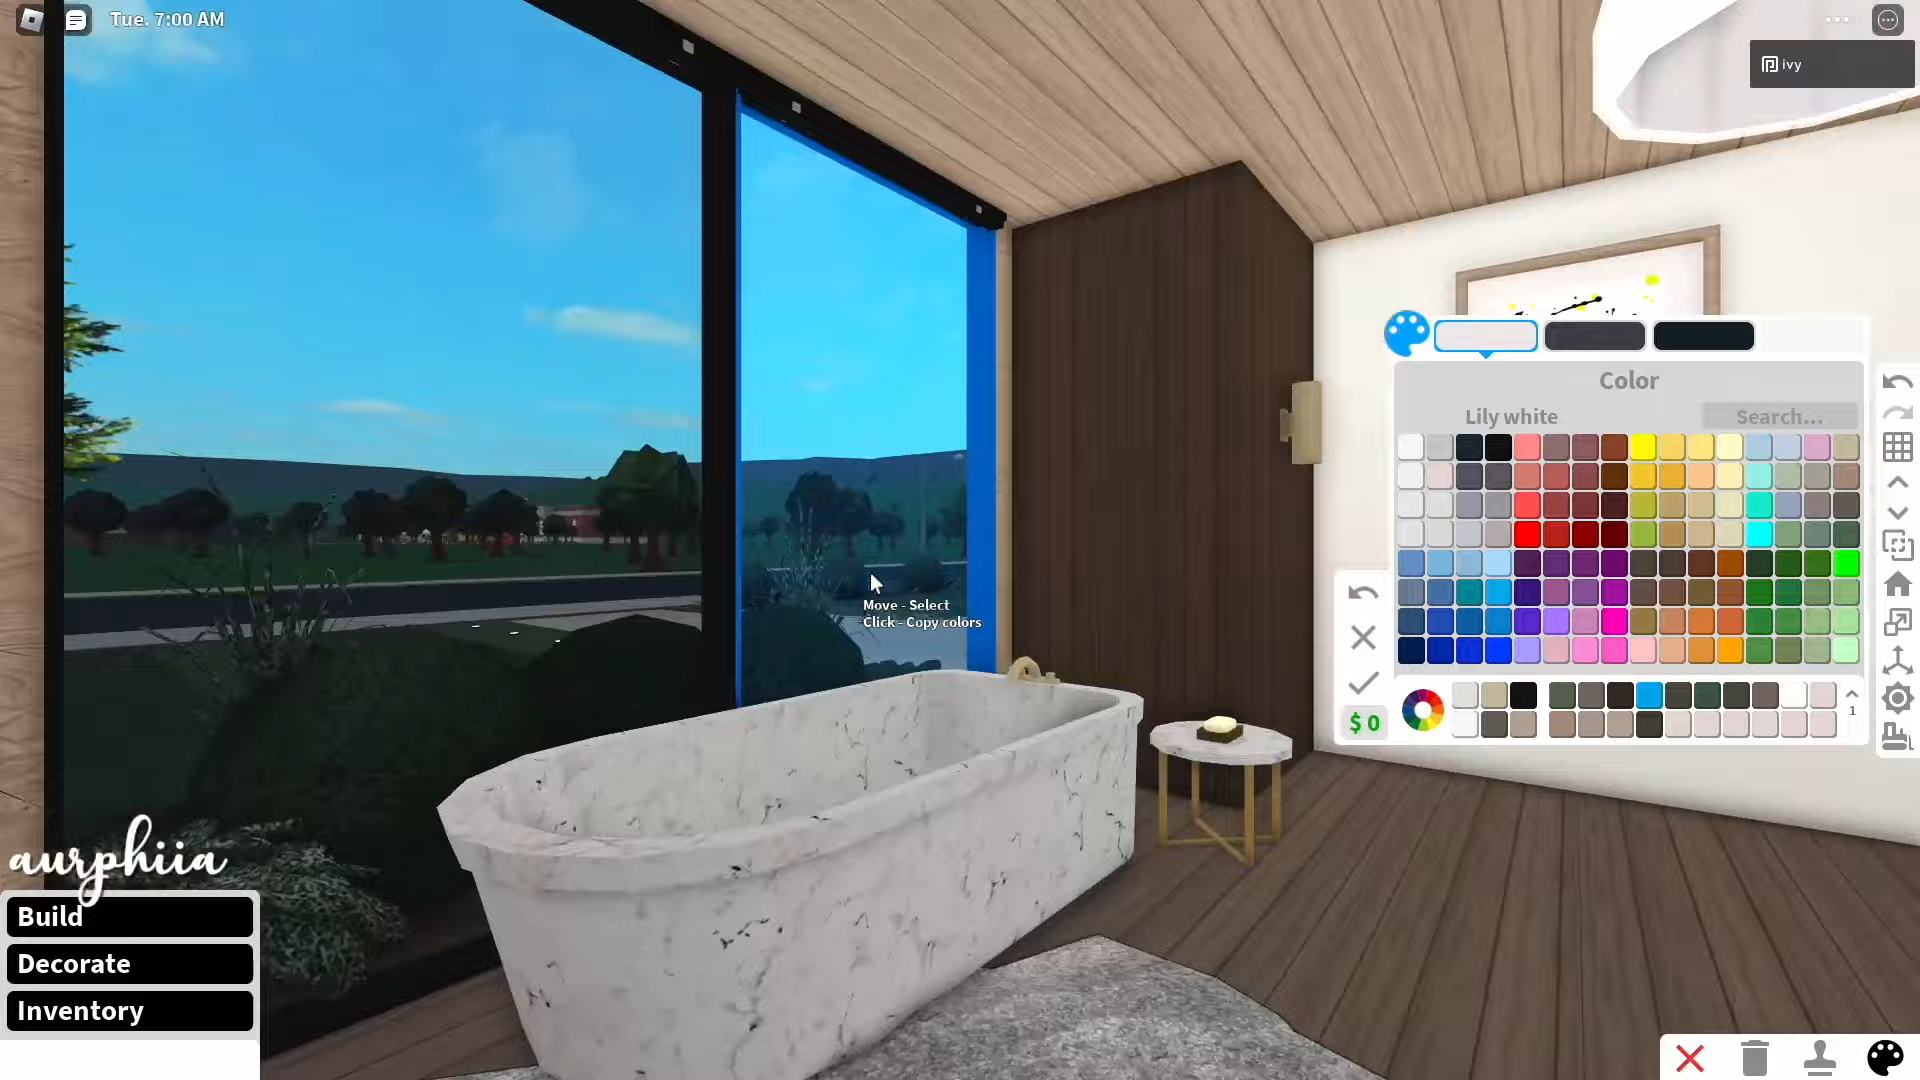 Tue. 7:00 AM
ivy
Color
Lily white
Search...
Move - Select
Click - Copy colors
1
$ 0
aurphiia
Build
Decorate
Inventory